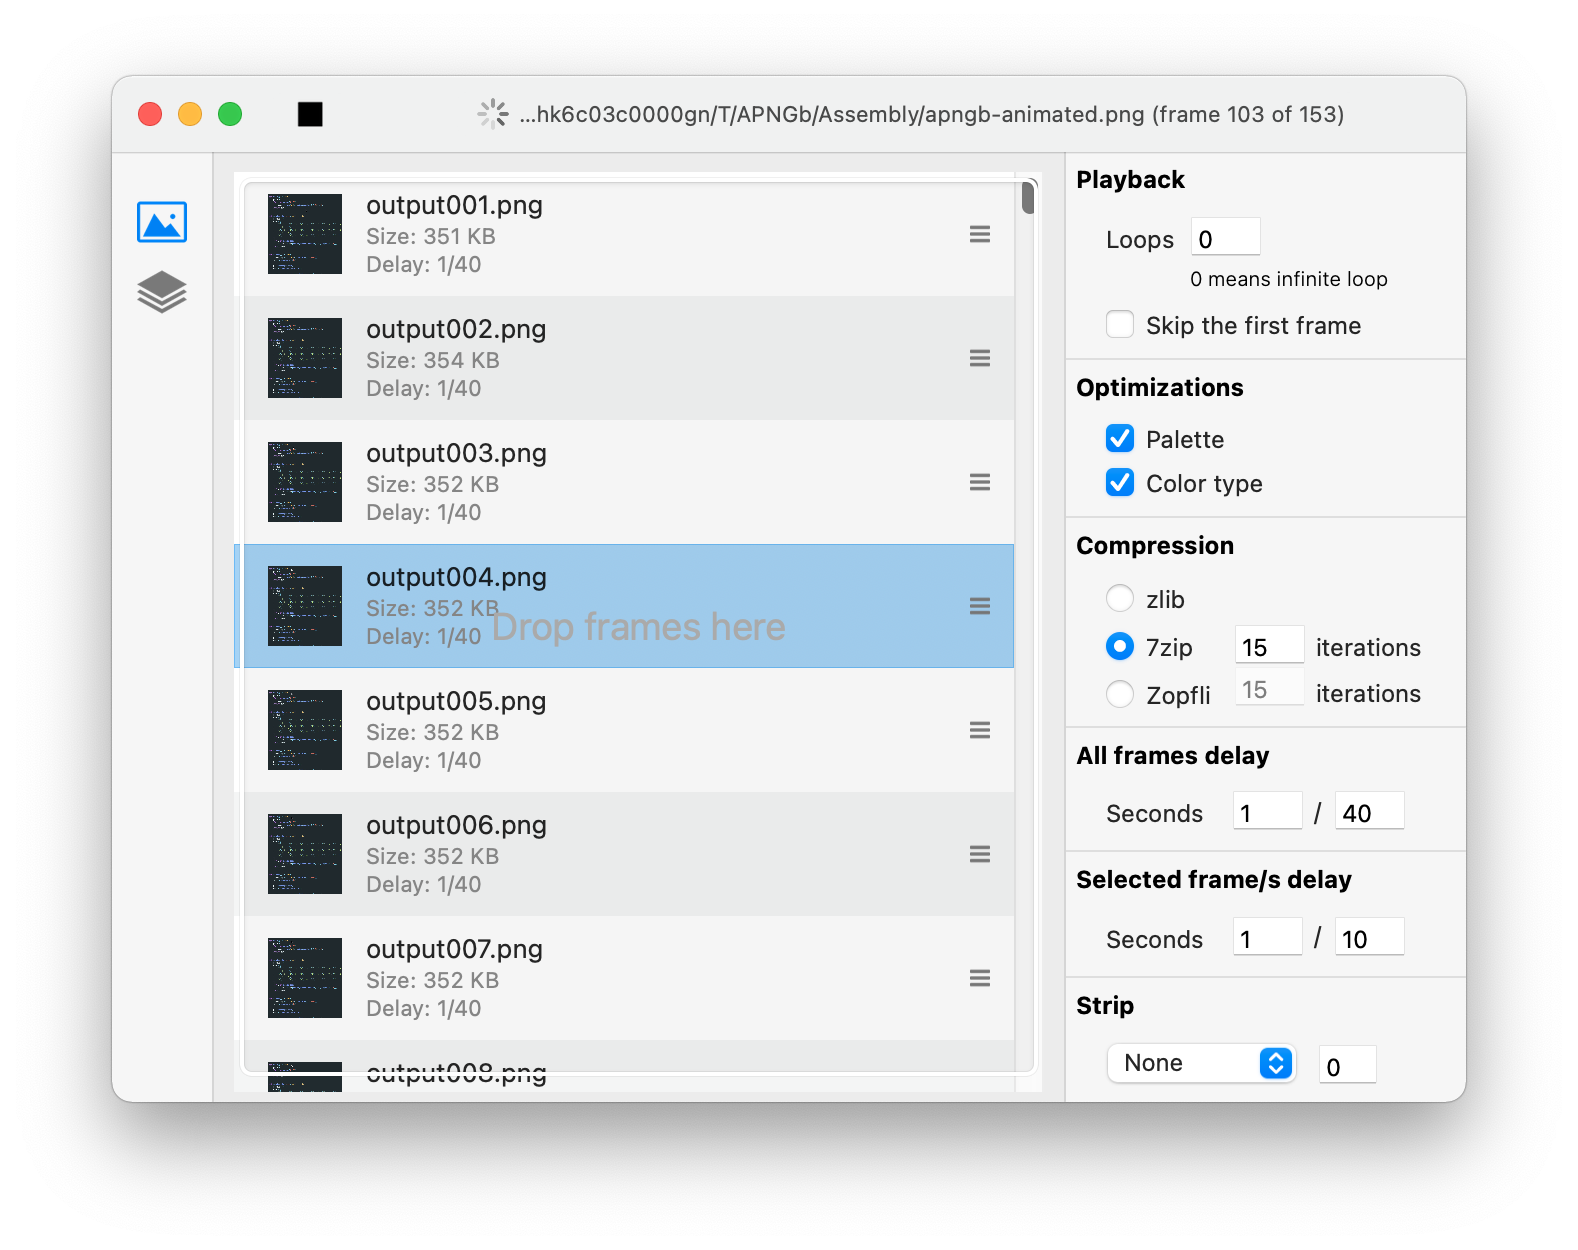 ...hk6c03c0000gn/T/APNGb/Assembly/apngb-animated.png (frame 103 of 153)
output001.png
Size: 351 KB
Delay: 1/40
output002.png
Size: 354 KB
Delay: 1/40
output003.png
Size: 352 KB
Delay: 1/40
output004.png
Size: 352 KB
Delay: 1/40
Drop frames here
output005.png
Size: 352 KB
Delay: 1/40
output006.png
Size: 352 KB
Delay: 1/40
output007.png
Size: 352 KB
Delay: 1/40
output008.png
Playback
Loops 0
0 means infinite loop
Skip the first frame
Optimizations
Palette
Color type
Compression
zlib
7zip 15 iterations
Zopfli 15 iterations
All frames delay
Seconds 1 / 40
Selected frame/s delay
Seconds 1 / 10
Strip
None 0